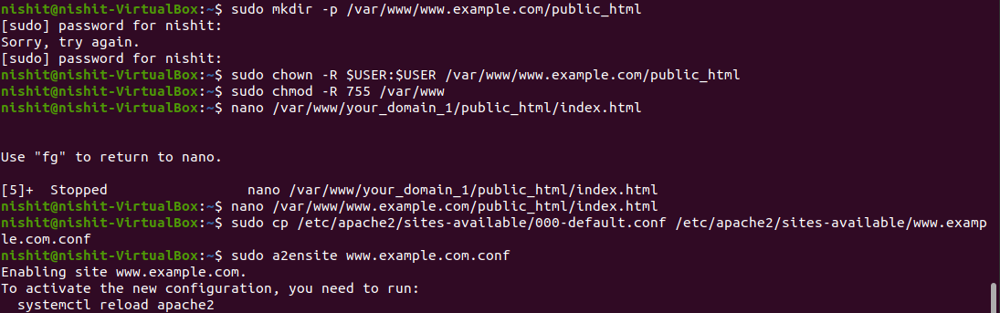 nishit@nishit-VirtualBox:~$ sudo mkdir -p /var/www/www.example.com/public_html
[sudo] password for nishit:
Sorry, try again.
[sudo] password for nishit:
nishit@nishit-VirtualBox:~$ sudo chown -R $USER:$USER /var/www/www.example.com/public_html
nishit@nishit-VirtualBox:~$ sudo chmod -R 755 /var/www
nishit@nishit-VirtualBox:~$ nano /var/www/your_domain_1/public_html/index.html
Use "fg" to return to nano.
[5]+  Stopped                 nano /var/www/your_domain_1/public_html/index.html
nishit@nishit-VirtualBox:~$ nano /var/www/www.example.com/public_html/index.html
nishit@nishit-VirtualBox:~$ sudo cp /etc/apache2/sites-available/000-default.conf /etc/apache2/sites-available/www.examp
le.com.conf
nishit@nishit-VirtualBox:~$ sudo a2ensite www.example.com.conf
Enabling site www.example.com.
To activate the new configuration, you need to run:
  systemctl reload apache2